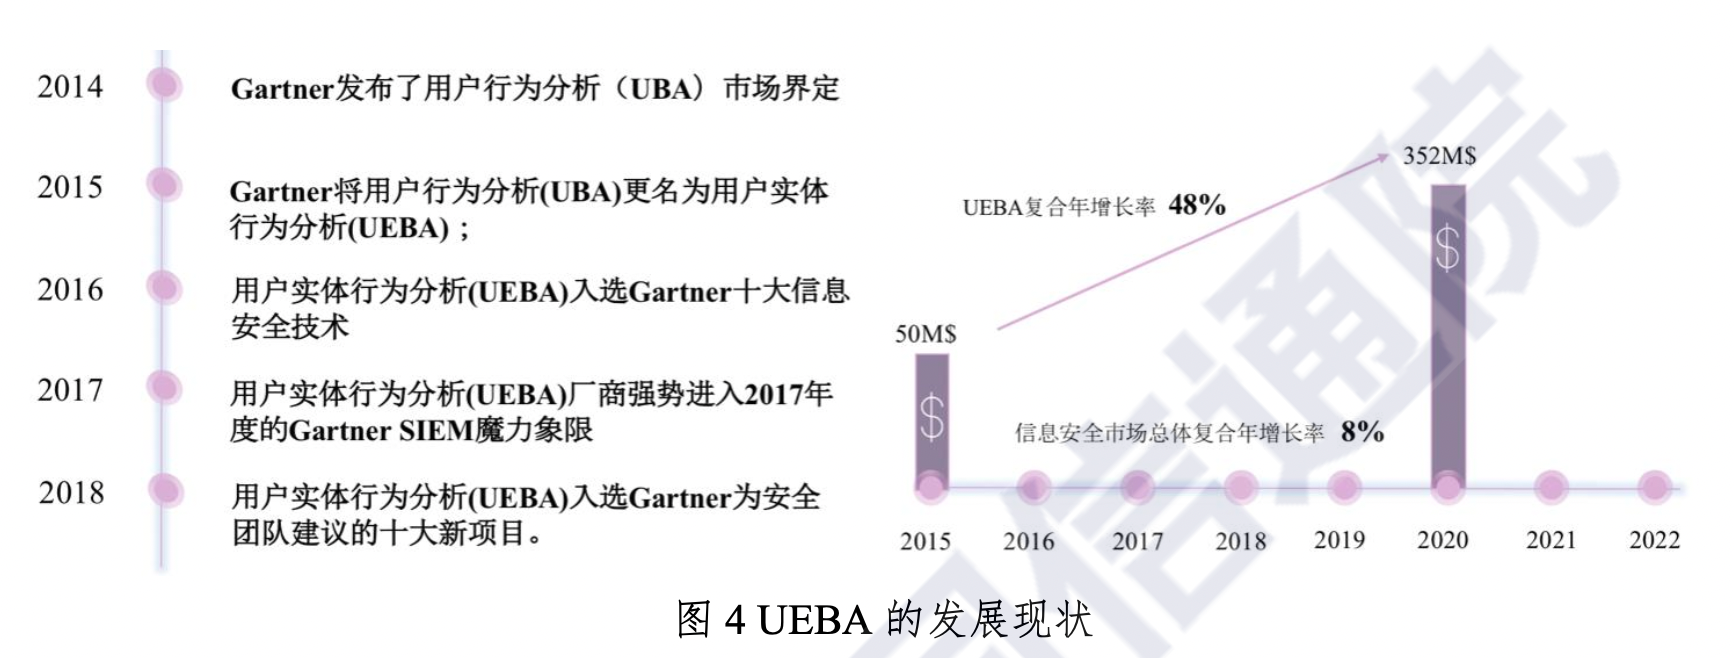 2014
Gartner发布了用户行为分析（UBA）市场界定
2015
Gartner将用户行为分析(UBA)更名为用户实体
行为分析(UEBA)；
2016
用户实体行为分析(UEBA)入选Gartner十大信息
安全技术
2017
用户实体行为分析(UEBA)厂商强势进入2017年
度的Gartner SIEM魔力象限
2018
用户实体行为分析(UEBA)入选Gartner为安全
团队建议的十大新项目。
352M$
UEBA复合年增长率 48%
$
50M$
$
信息安全市场总体复合年增长率 8%
2015 2016 2017 2018 2019 2020 2021 2022
图 4 UEBA 的发展现状
信通院